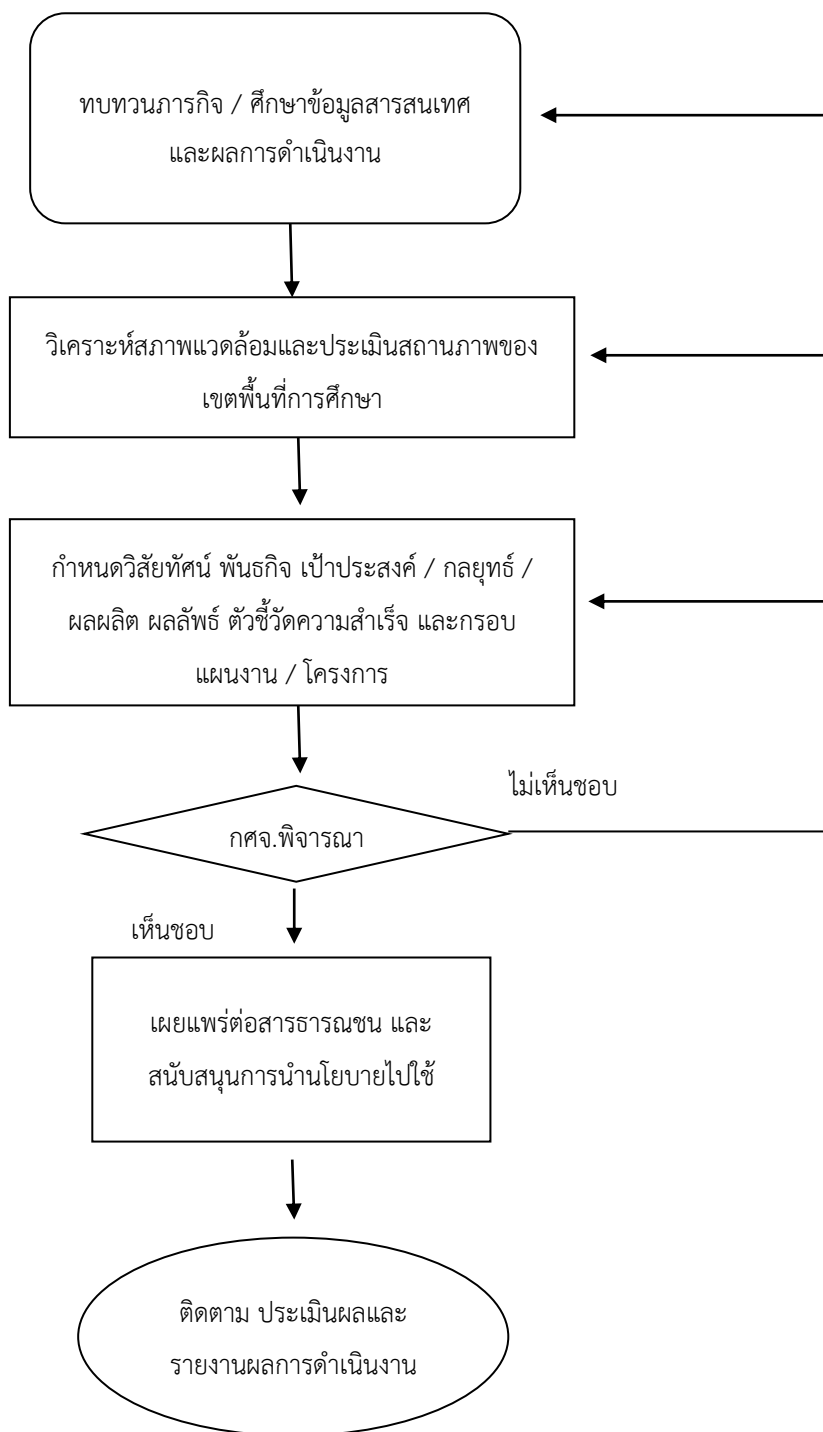 ทบทวนภารกิจ / ศึกษาข้อมูลสารสนเทศ
และผลการดำเนินงาน
วิเคราะห์สภาพแวดล้อมและประเมินสถานภาพของ
เขตพื้นที่การศึกษา
กำหนดวิสัยทัศน์ พันธกิจ เป้าประสงค์ / กลยุทธ์ /
ผลผลิต ผลลัพธ์ ตัวชี้วัดความสำเร็จ และกรอบ
แผนงาน / โครงการ
ไม่เห็นชอบ
กศจ.พิจารณา
เห็นชอบ
เผยแพร่ต่อสารธารณชน และ
สนับสนุนการนำนโยบายไปใช้
ติดตาม ประเมินผลและ
รายงานผลการดำเนินงาน